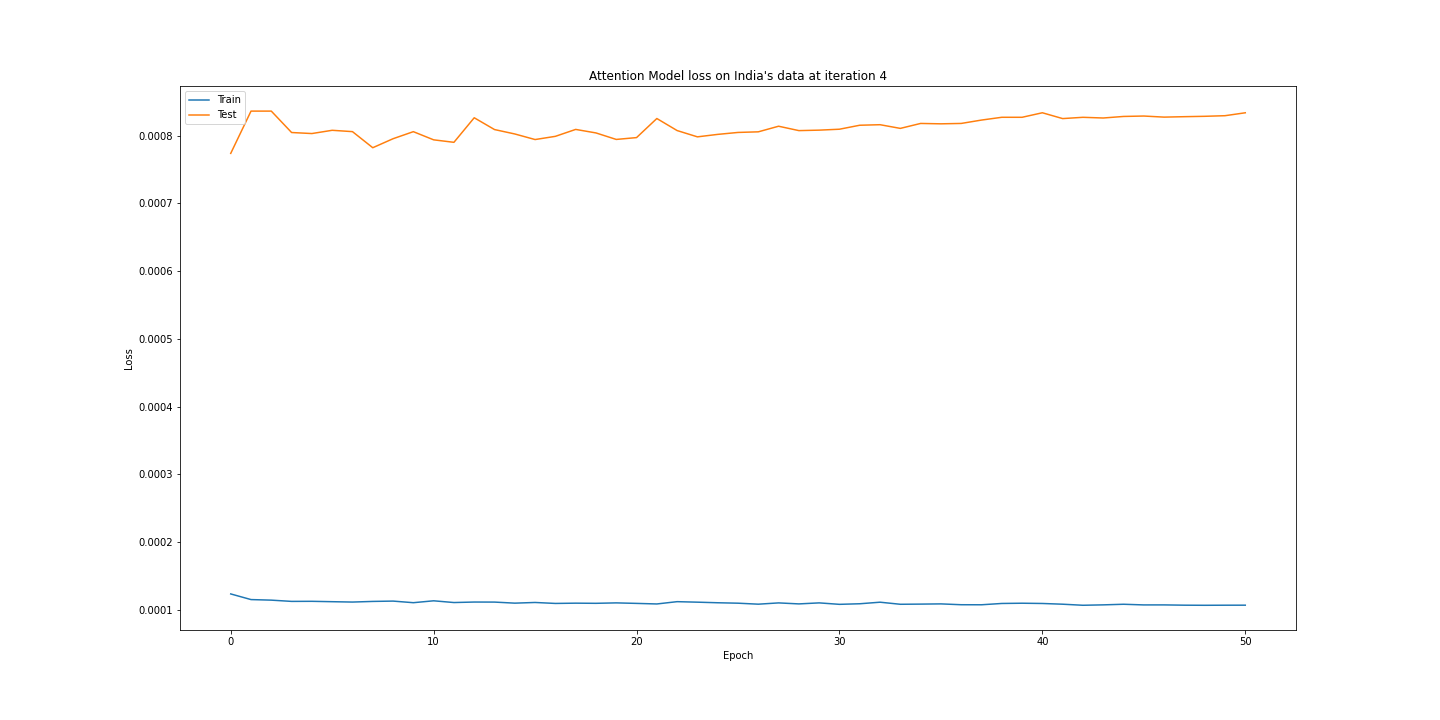 Attention Model loss on India's data at iteration 4
Train
Test
0.0008
0.0007
0.0006
0.0005
0.0004
0.0003
0.0002
0.0001
Loss
0 10 20 30 40 50
Epoch